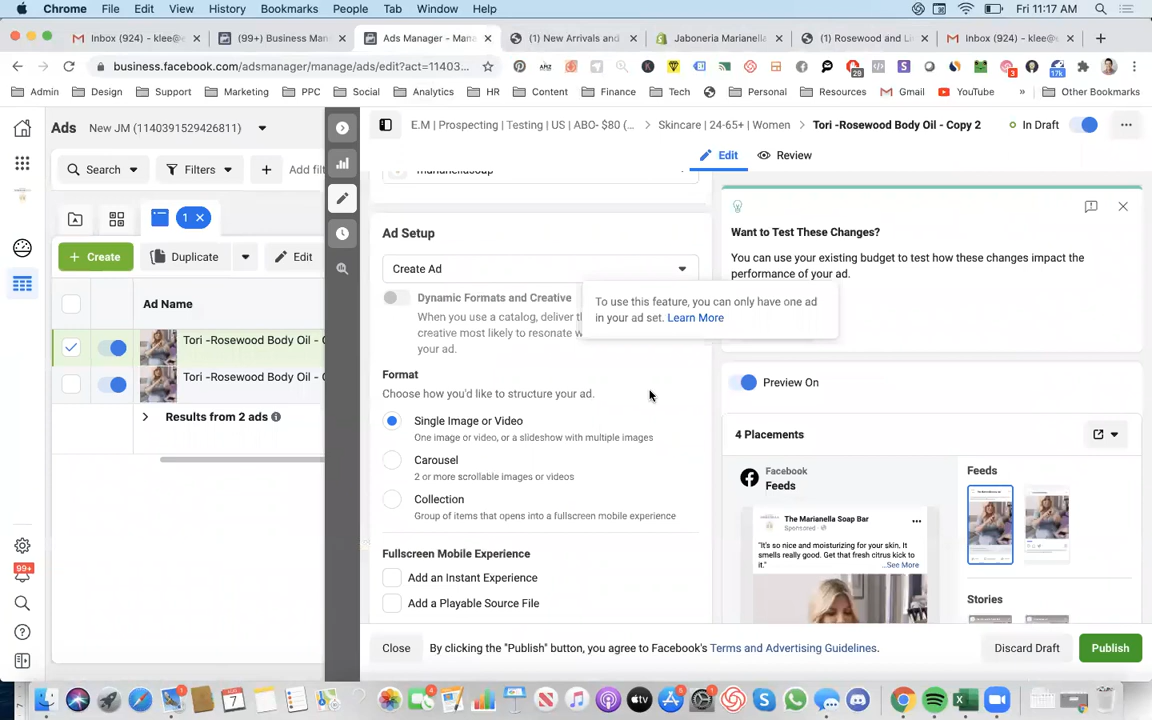 Chrome File Edit View History Bookmarks People Tab Window Help Fri 11:17 AM
Inbox (924) - klee@e
(99+) Business Man
Ads Manager - Mana
(1) New Arrivals and
Jaboneria Marianella
(1) Rosewood and Li
Inbox (924) - klee@e
business.facebook.com/adsmanager/manage/ads/edit?act=11403...
29
3
17k
Admin Design Support Marketing PPC Social Analytics HR Content Finance Tech Personal Resources Gmail YouTube » Other Bookmarks
Ads New JM (1140391529426811)
Search Filters + Add filt
1
+ Create Duplicate Edit
Ad Name
Tori -Rosewood Body Oil - C
Tori -Rosewood Body Oil - C
Results from 2 ads
99+
E.M | Prospecting | Testing | US | ABO- $80 (... > Skincare | 24-65+ | Women > Tori -Rosewood Body Oil - Copy 2 In Draft
Edit Review
marianellasoap
Ad Setup
Create Ad
Dynamic Formats and Creative
When you use a catalog, deliver th
creative most likely to resonate w
your ad.
To use this feature, you can only have one ad
in your ad set. Learn More
Format
Choose how you'd like to structure your ad.
Single Image or Video
One image or video, or a slideshow with multiple images
Carousel
2 or more scrollable images or videos
Collection
Group of items that opens into a fullscreen mobile experience
Fullscreen Mobile Experience
Add an Instant Experience
Add a Playable Source File
Want to Test These Changes?
You can use your existing budget to test how these changes impact the
performance of your ad.
Preview On
4 Placements
Facebook
Feeds
The Marianella Soap Bar
Sponsored
"It's so nice and moisturizing for your skin. It
smells really good. Get that fresh citrus kick to
it."
...See More
Feeds
Stories
Close By clicking the "Publish" button, you agree to Facebook's Terms and Advertising Guidelines. Discard Draft Publish